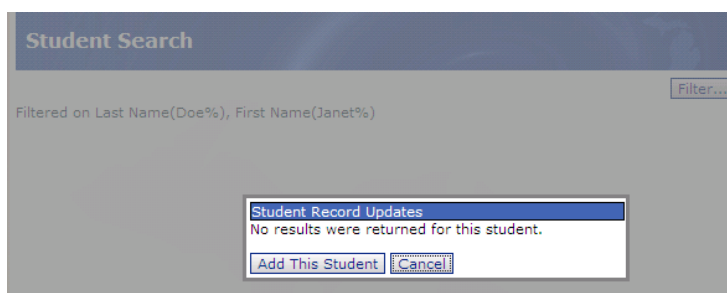 Student Search
Filter...
Filtered on Last Name(Doe%), First Name(Janet%)
Student Record Updates
No results were returned for this student.
Add This Student Cancel